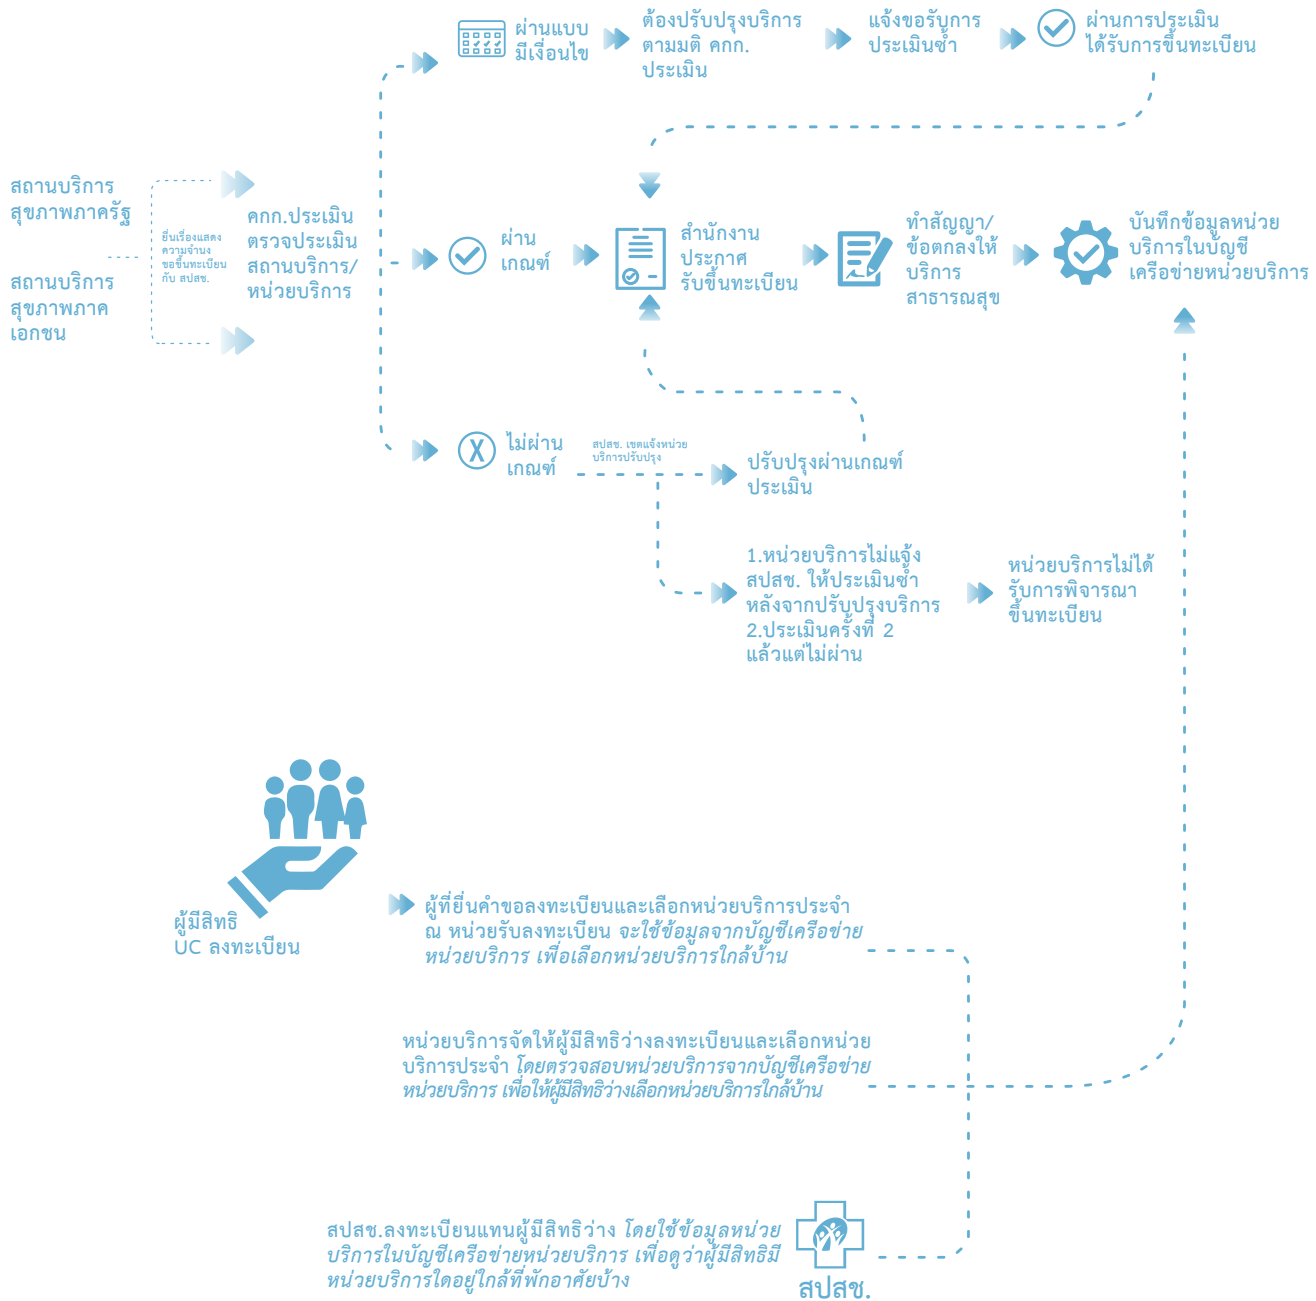 ผ่านแบบ
มีเงื่อนไข
ต้องปรับปรุงบริการ
ตามมติ คกก.
ประเมิน
แจ้งขอรับการ
ประเมินซ้ำ
ผ่านการประเมิน
ได้รับการขึ้นทะเบียน
สถานบริการ
สุขภาพภาครัฐ
สถานบริการ
สุขภาพภาค
เอกชน
ยื่นเรื่องแสดง
ความจำนง
ขอขึ้นทะเบียน
กับ สปสช.
คกก.ประเมิน
ตรวจประเมิน
สถานบริการ/
หน่วยบริการ
ผ่าน
เกณฑ์
สำนักงาน
ประกาศ
รับขึ้นทะเบียน
ทำสัญญา/
ข้อตกลงให้
บริการ
สาธารณสุข
บันทึกข้อมูลหน่วย
บริการในบัญชี
เครือข่ายหน่วยบริการ
X
ไม่ผ่าน
เกณฑ์
สปสช. เขตแจ้งหน่วย
บริการปรับปรุง
ปรับปรุงผ่านเกณฑ์
ประเมิน
1.หน่วยบริการไม่แจ้ง
สปสช. ให้ประเมินซ้ำ
หลังจากปรับปรุงบริการ
2.ประเมินครั้งที่ 2
แล้วแต่ไม่ผ่าน
หน่วยบริการไม่ได้
รับการพิจารณา
ขึ้นทะเบียน
ผู้มีสิทธิ
UC ลงทะเบียน
ผู้ที่ยื่นคำขอลงทะเบียนและเลือกหน่วยบริการประจำ
ณ หน่วยรับลงทะเบียน จะใช้ข้อมูลจากบัญชีเครือข่าย
หน่วยบริการ เพื่อเลือกหน่วยบริการใกล้บ้าน
หน่วยบริการจัดให้ผู้มีสิทธิว่างลงทะเบียนและเลือกหน่วย
บริการประจำ โดยตรวจสอบหน่วยบริการจากบัญชีเครือข่าย
หน่วยบริการ เพื่อให้ผู้มีสิทธิว่างเลือกหน่วยบริการใกล้บ้าน
สปสช.ลงทะเบียนแทนผู้มีสิทธิว่าง โดยใช้ข้อมูลหน่วย
บริการในบัญชีเครือข่ายหน่วยบริการ เพื่อดูว่าผู้มีสิทธิมี
หน่วยบริการใดอยู่ใกล้ที่พักอาศัยบ้าง
สปสช.